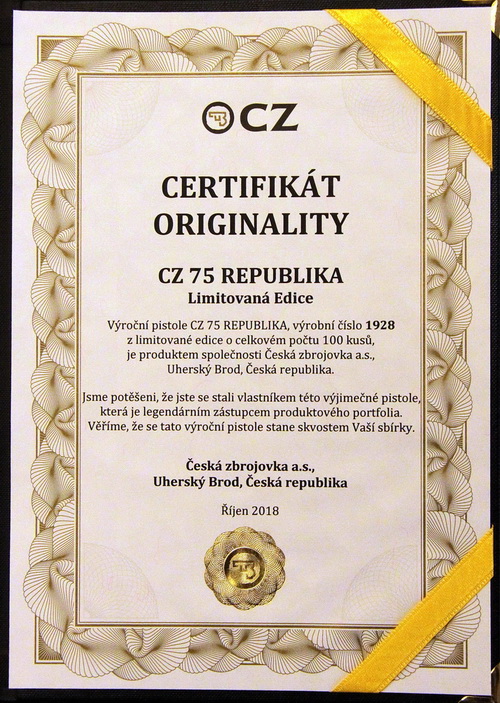 CZ
CERTIFIKÁT
ORIGINALITY
CZ 75 REPUBLIKA
Limitovaná Edice
Výroční pistole CZ 75 REPUBLIKA, výrobní číslo 1928
z limitované edice o celkovém počtu 100 kusů,
je produktem společnosti Česká zbrojovka a.s.,
Uherský Brod, Česká republika.
Jsme potěšeni, že jste se stali vlastníkem této výjimečné pistole,
která je legendárním zástupcem produktového portfolia.
Věříme, že se tato výroční pistole stane skvostem Vaší sbírky.
Česká zbrojovka a.s.,
Uherský Brod, Česká republika
Říjen 2018